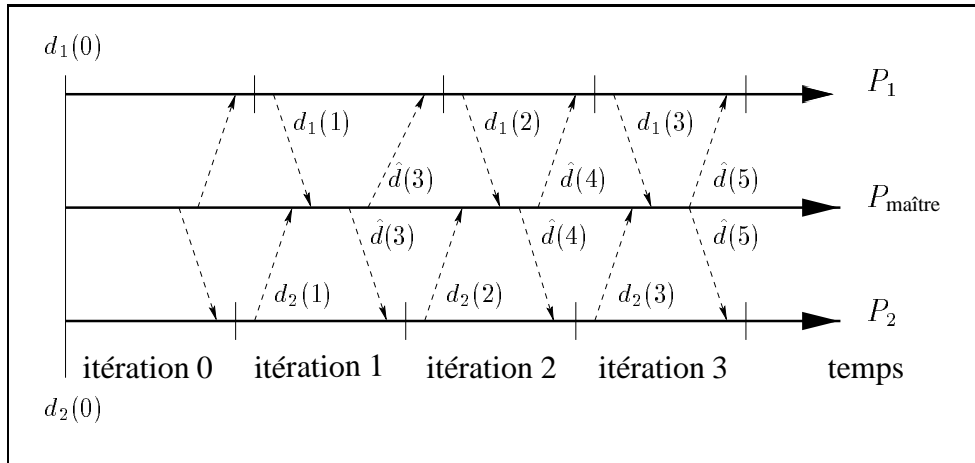 d₁(0)
P₁
d₁(1) d₁(2) d₁(3)
d̂(3) d̂(4) d̂(5)
P_maître
d̂(3) d̂(4) d̂(5)
d₂(1) d₂(2) d₂(3)
P₂
itération 0 itération 1 itération 2 itération 3 temps
d₂(0)